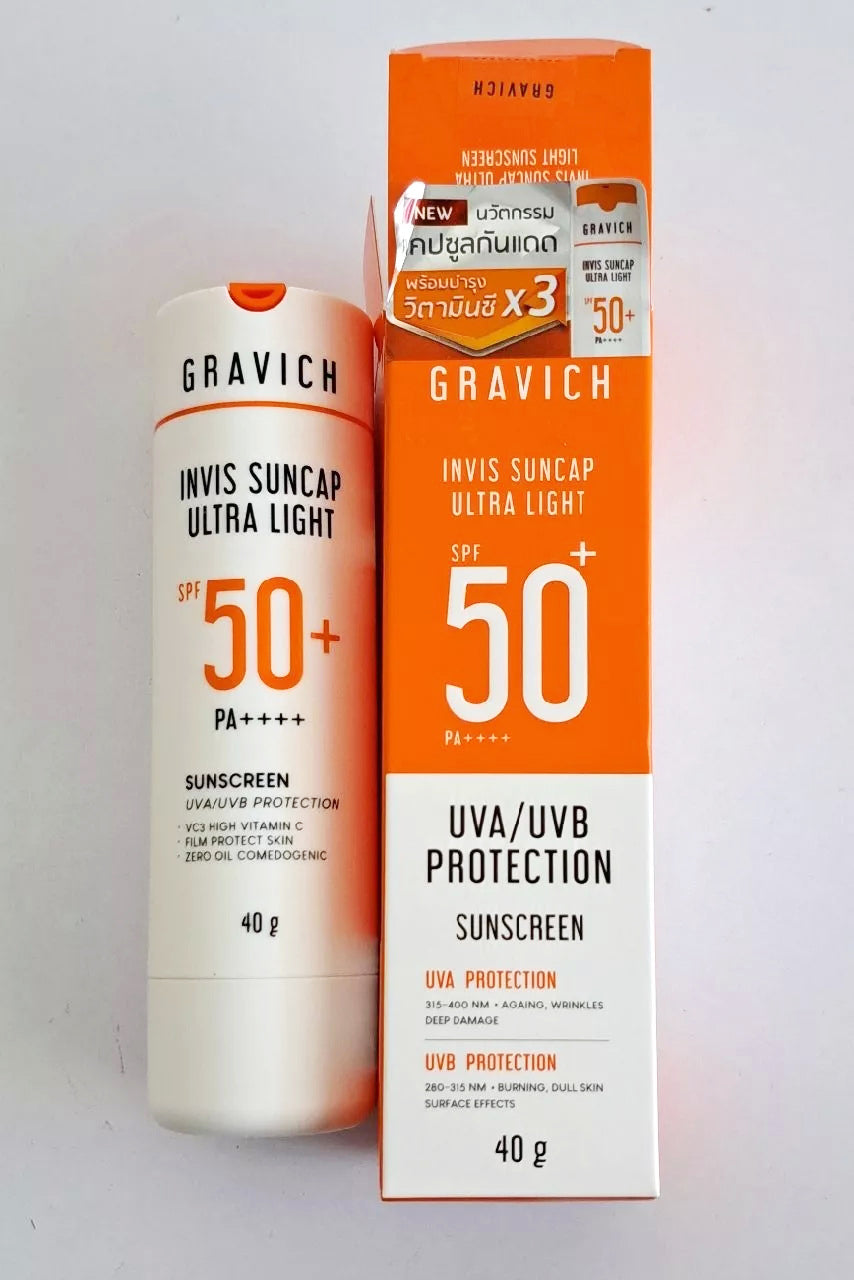 GRAVICH
INVIS SUNCAP
ULTRA LIGHT
SPF 50+
PA++++
SUNSCREEN
UVA/UVB PROTECTION
· VC3 HIGH VITAMIN C
· FILM PROTECT SKIN
· ZERO OIL COMEDOGENIC
40 g
GRAVICH
INVIS SUNCAP ULTRA
LIGHT SUNSCREEN
NEW นวัตกรรม
แคปซูลกันแดด
พร้อมบำรุง
วิตามินซี x3
GRAVICH
INVIS SUNCAP
ULTRA LIGHT
SPF 50+
PA++++
GRAVICH
INVIS SUNCAP
ULTRA LIGHT
SPF 50+
PA++++
UVA/UVB
PROTECTION
SUNSCREEN
UVA PROTECTION
315-400 NM • AGAING, WRINKLES
DEEP DAMAGE
UVB PROTECTION
280-315 NM • BURNING, DULL SKIN
SURFACE EFFECTS
40 g